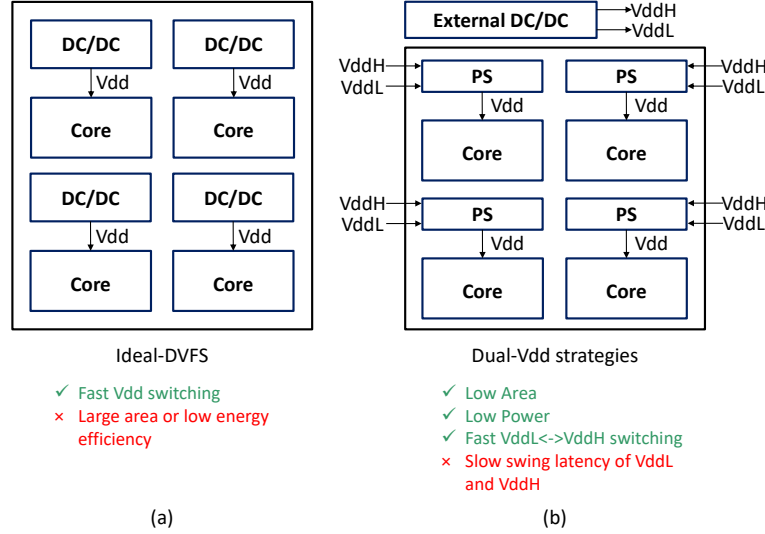 DC/DC
DC/DC
Vdd
Vdd
Core
Core
DC/DC
DC/DC
Vdd
Vdd
Core
Core
Ideal-DVFS
✓ Fast Vdd switching
× Large area or low energy
efficiency
(a)
External DC/DC
VddH
VddL
VddH
VddL
PS
PS
VddH
VddL
Vdd
Vdd
Core
Core
VddH
VddL
PS
PS
VddH
VddL
Vdd
Vdd
Core
Core
Dual-Vdd strategies
✓ Low Area
✓ Low Power
✓ Fast VddL<->VddH switching
× Slow swing latency of VddL
and VddH
(b)